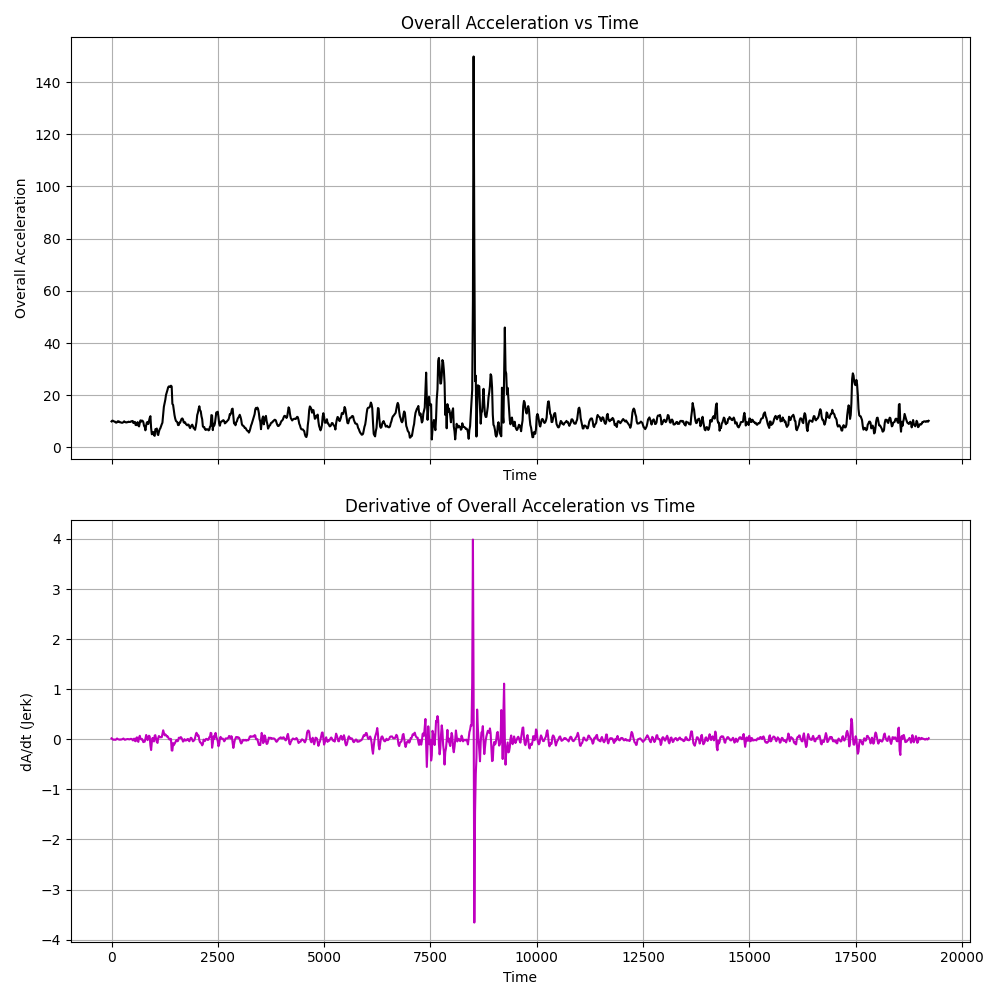 Overall Acceleration vs Time
140
120
100
80
60
40
20
0
Overall Acceleration
Time
Derivative of Overall Acceleration vs Time
4
3
2
1
0
−1
−2
−3
−4
dA/dt (Jerk)
0 2500 5000 7500 10000 12500 15000 17500 20000
Time